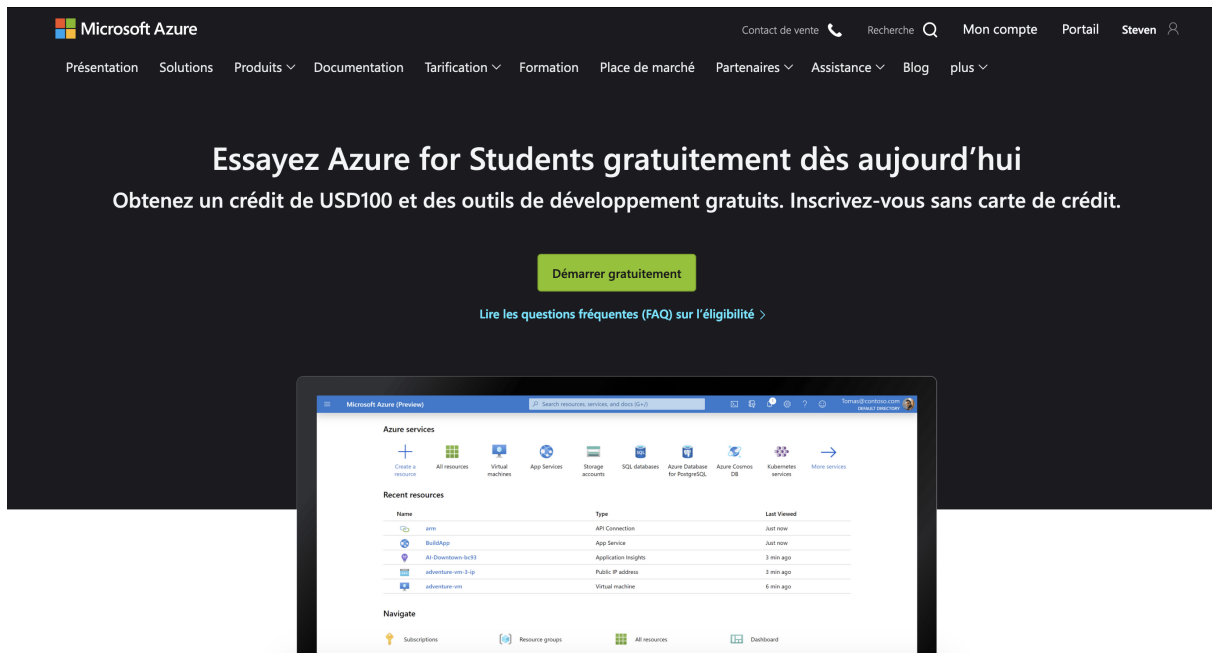 Microsoft Azure
Contact de vente
Recherche
Mon compte
Portail
Steven
Présentation
Solutions
Produits
Documentation
Tarification
Formation
Place de marché
Partenaires
Assistance
Blog
plus
Essayez Azure for Students gratuitement dès aujourd’hui
Obtenez un crédit de USD100 et des outils de développement gratuits. Inscrivez-vous sans carte de crédit.
Démarrer gratuitement
Lire les questions fréquentes (FAQ) sur l’éligibilité
Microsoft Azure (Preview)
Search resources, services, and docs (G+/)
Tomas@contoso.com
DEFAULT DIRECTORY
Azure services
Create a
resource
All resources
Virtual
machines
App Services
Storage
accounts
SQL databases
Azure Database
for PostgreSQL
Azure Cosmos
DB
Kubernetes
services
More services
Recent resources
Name Type Last Viewed
arm API Connection Just now
BuildApp App Service Just now
AI-Downtown-bc93 Application Insights 3 min ago
adventure-vm-3-ip Public IP address 3 min ago
adventure-vm Virtual machine 6 min ago
Navigate
Subscriptions
Resource groups
All resources
Dashboard